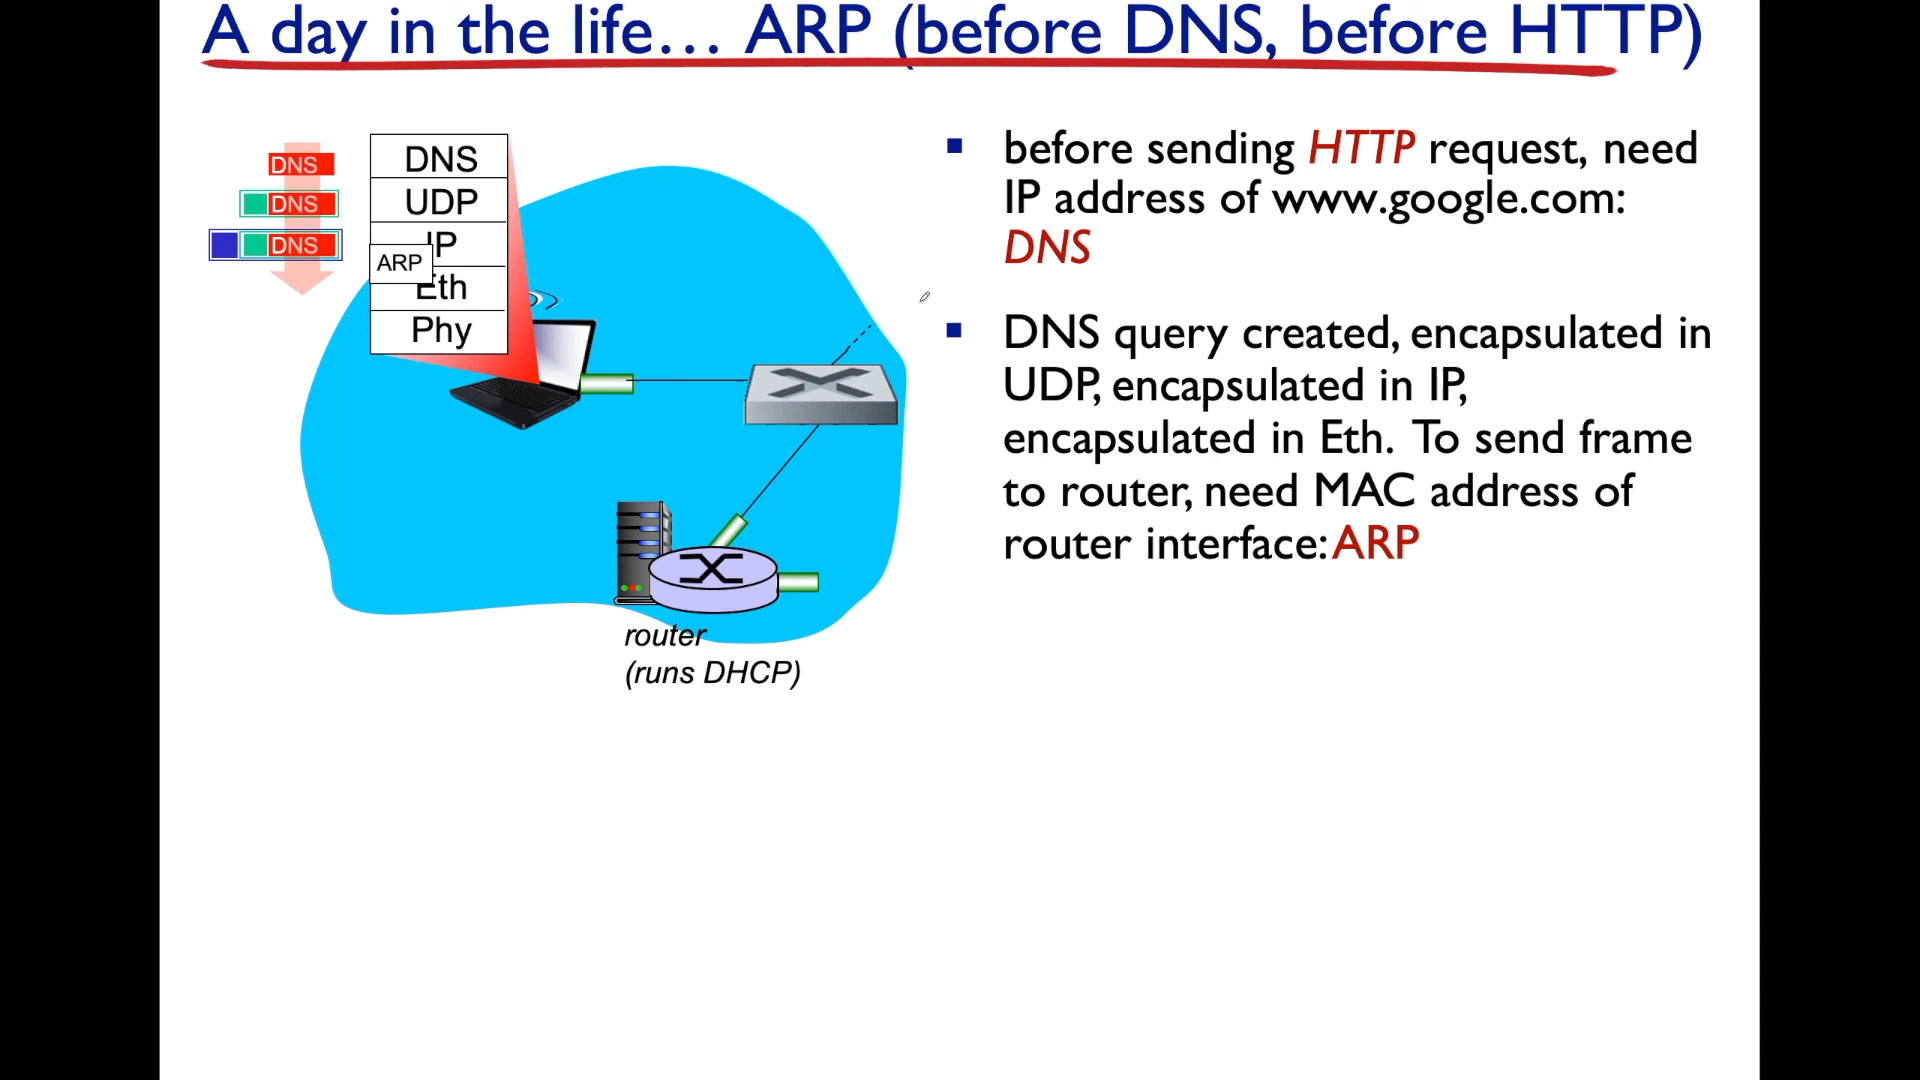 A day in the life… ARP (before DNS, before HTTP)
DNS
DNS
DNS
DNS
UDP
IP
ARP
Eth
Phy
router
(runs DHCP)
▪ before sending HTTP request, need
IP address of www.google.com:
DNS
▪ DNS query created, encapsulated in
UDP, encapsulated in IP,
encapsulated in Eth. To send frame
to router, need MAC address of
router interface: ARP